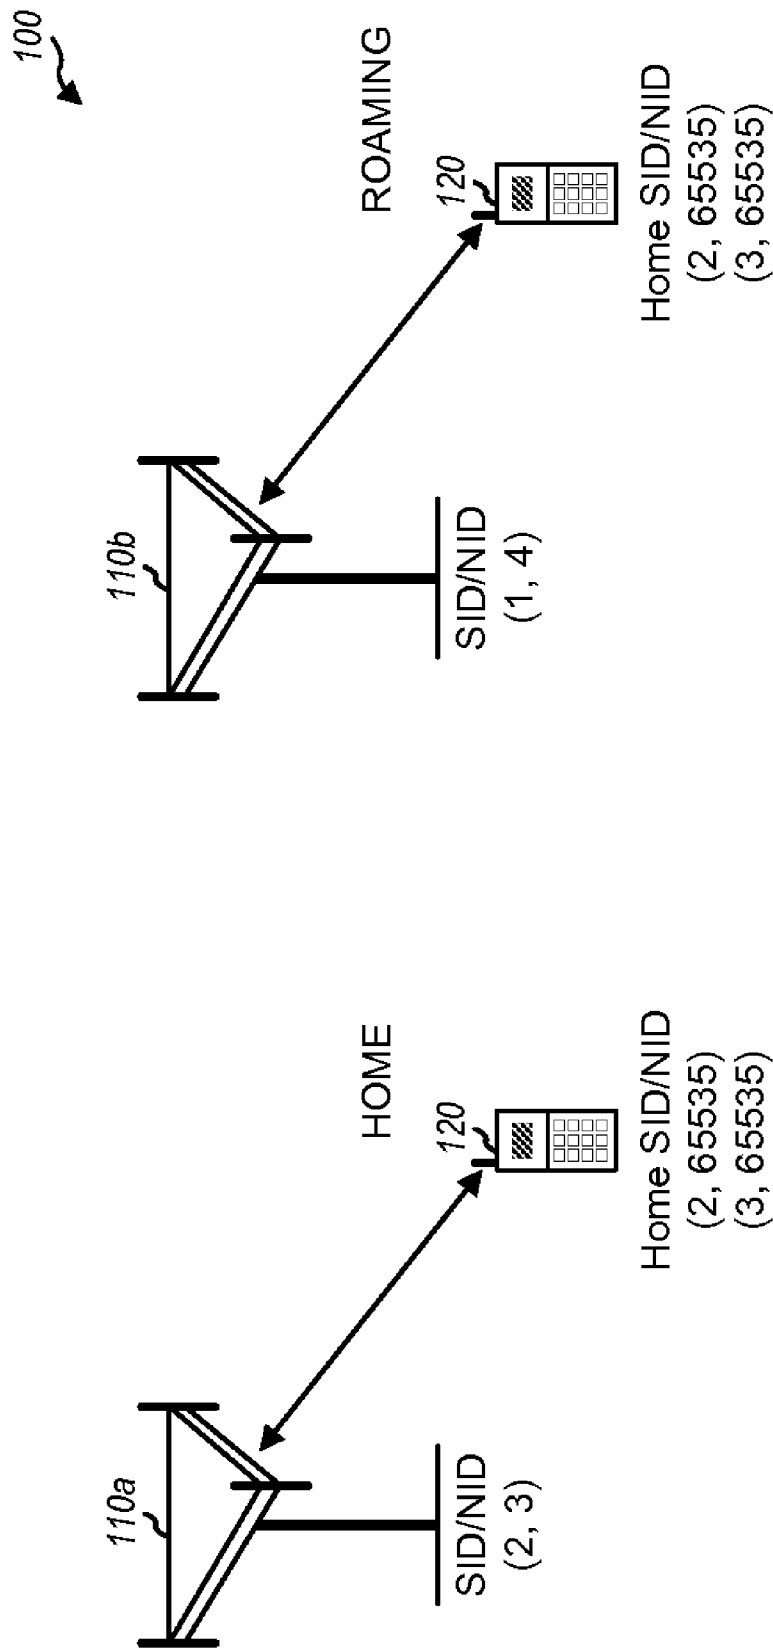 100
110a
HOME
120
SID/NID
(2, 3)
Home SID/NID
(2, 65535)
(3, 65535)
110b
ROAMING
120
SID/NID
(1, 4)
Home SID/NID
(2, 65535)
(3, 65535)